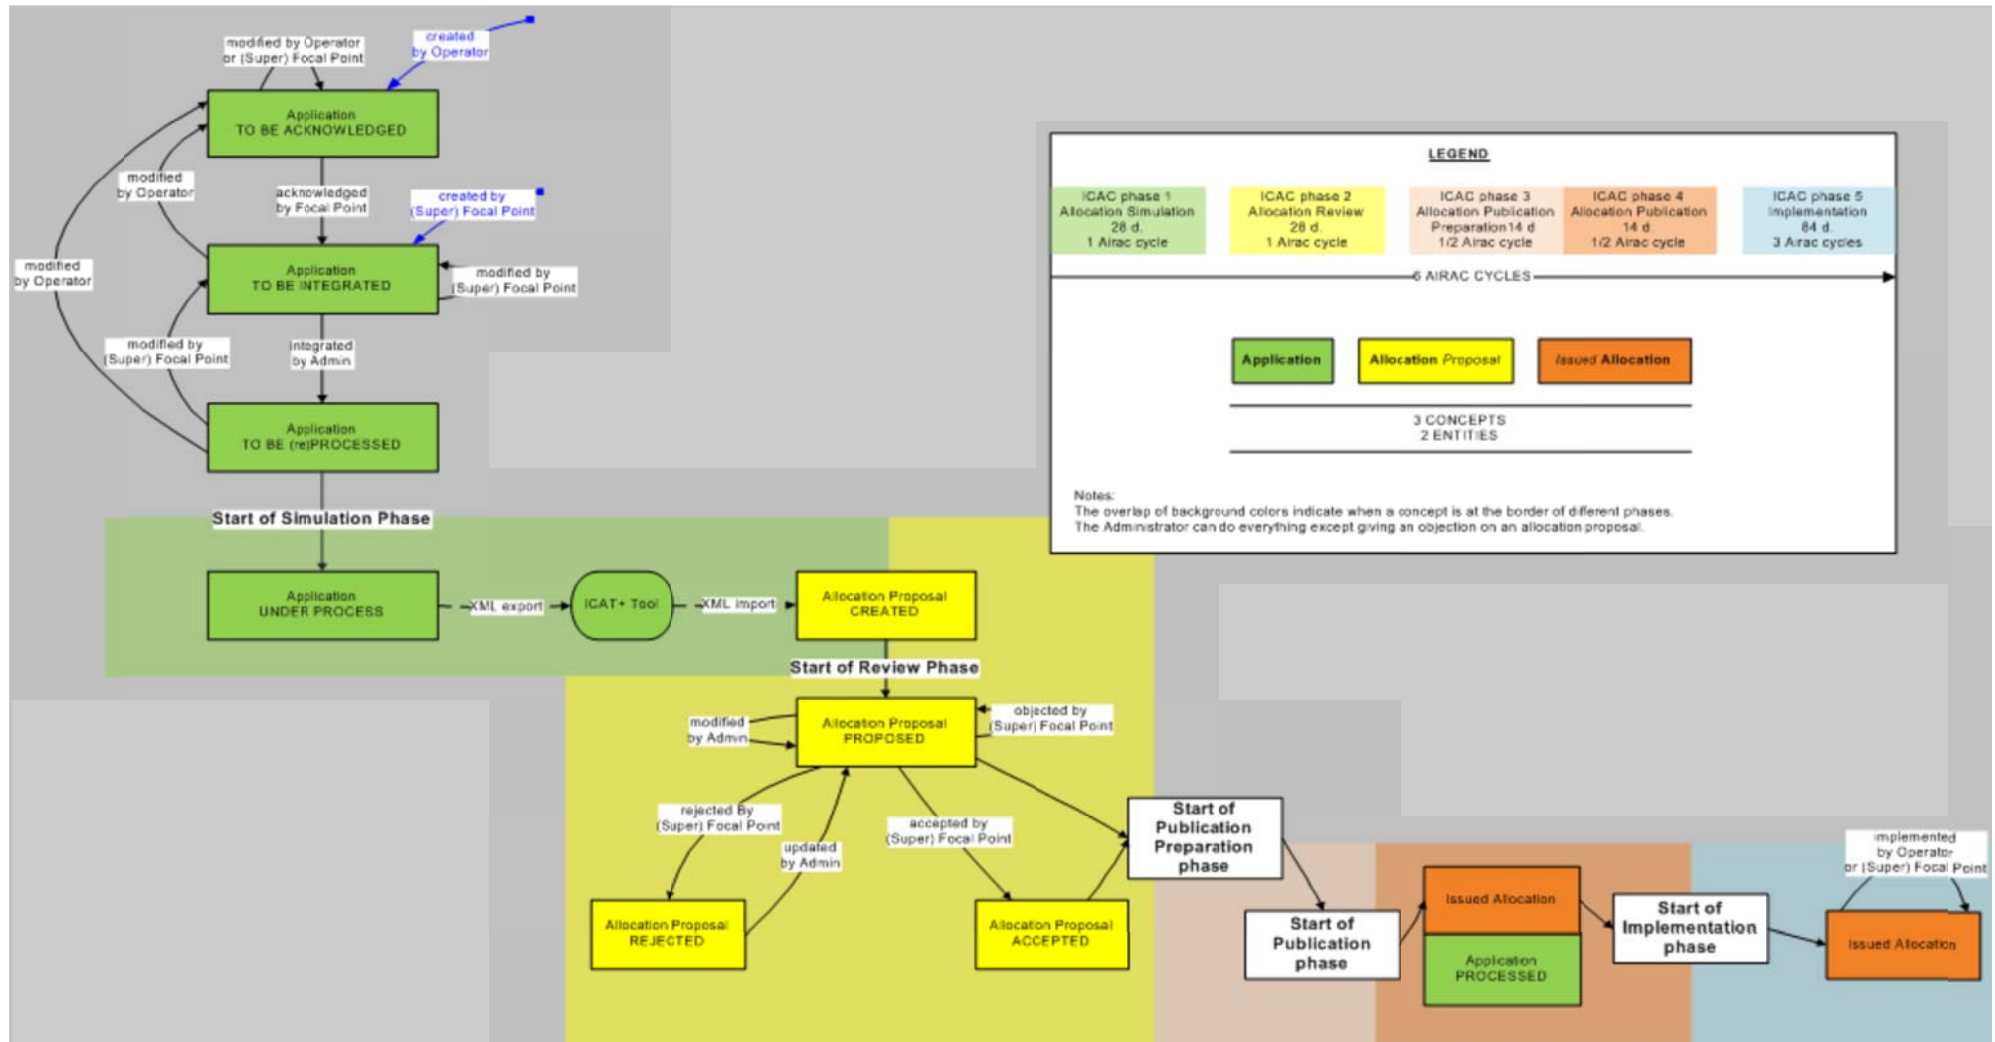 modified by Operator
or (Super) Focal Point
created
by Operator
Application
TO BE ACKNOWLEDGED
modified
by Operator
acknowledged
by Focal Point
created by
(Super) Focal Point
modified
by Operator
Application
TO BE INTEGRATED
modified by
(Super) Focal Point
modified by
(Super) Focal Point
integrated
by Admin
Application
TO BE (re)PROCESSED
Start of Simulation Phase
Application
UNDER PROCESS
XML export
ICAT+ Tool
XML import
Allocation Proposal
CREATED
Start of Review Phase
modified
by Admin
Allocation Proposal
PROPOSED
objected by
(Super) Focal Point
rejected By
(Super) Focal Point
updated
by Admin
accepted by
(Super) Focal Point
Allocation Proposal
REJECTED
Allocation Proposal
ACCEPTED
Start of
Publication
Preparation
phase
Start of
Publication
phase
Issued Allocation
Application
PROCESSED
Start of
Implementation
phase
implemented
by Operator
or (Super) Focal Point
Issued Allocation
LEGEND
ICAC phase 1
Allocation Simulation
28 d.
1 Airac cycle
ICAC phase 2
Allocation Review
28 d.
1 Airac cycle
ICAC phase 3
Allocation Publication
Preparation14 d
1/2 Airac cycle
ICAC phase 4
Allocation Publication
14 d
1/2 Airac cycle
ICAC phase 5
Implementation
84 d.
3 Airac cycles
6 AIRAC CYCLES
Application
Allocation Proposal
Issued Allocation
3 CONCEPTS
2 ENTITIES
Notes:
The overlap of background colors indicate when a concept is at the border of different phases.
The Administrator can do everything except giving an objection on an allocation proposal.